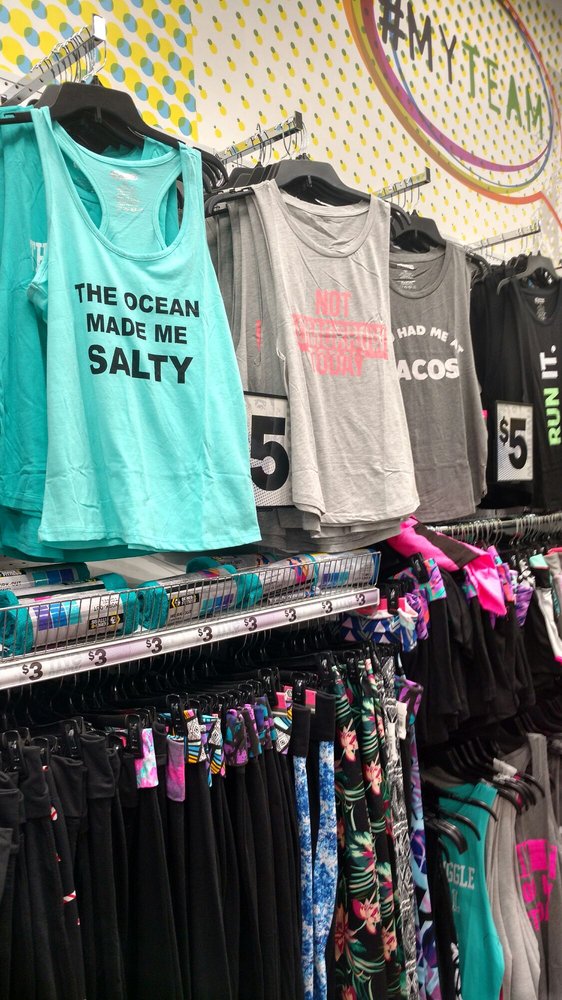 #MYTEAM
THE OCEAN
MADE ME
SALTY
NOT
TODAY
HAD ME AT
ACOS
RUN IT.
5
$5
$3
$3
$3
$3
$3
$3
$3
GGLE